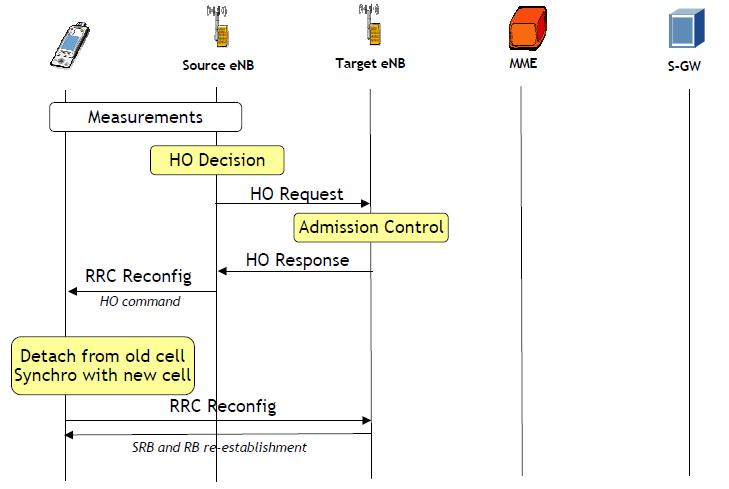 Source eNB
Target eNB
MME
S-GW
Measurements
HO Decision
HO Request
Admission Control
HO Response
RRC Reconfig
HO command
Detach from old cell
Synchro with new cell
RRC Reconfig
SRB and RB re-establishment